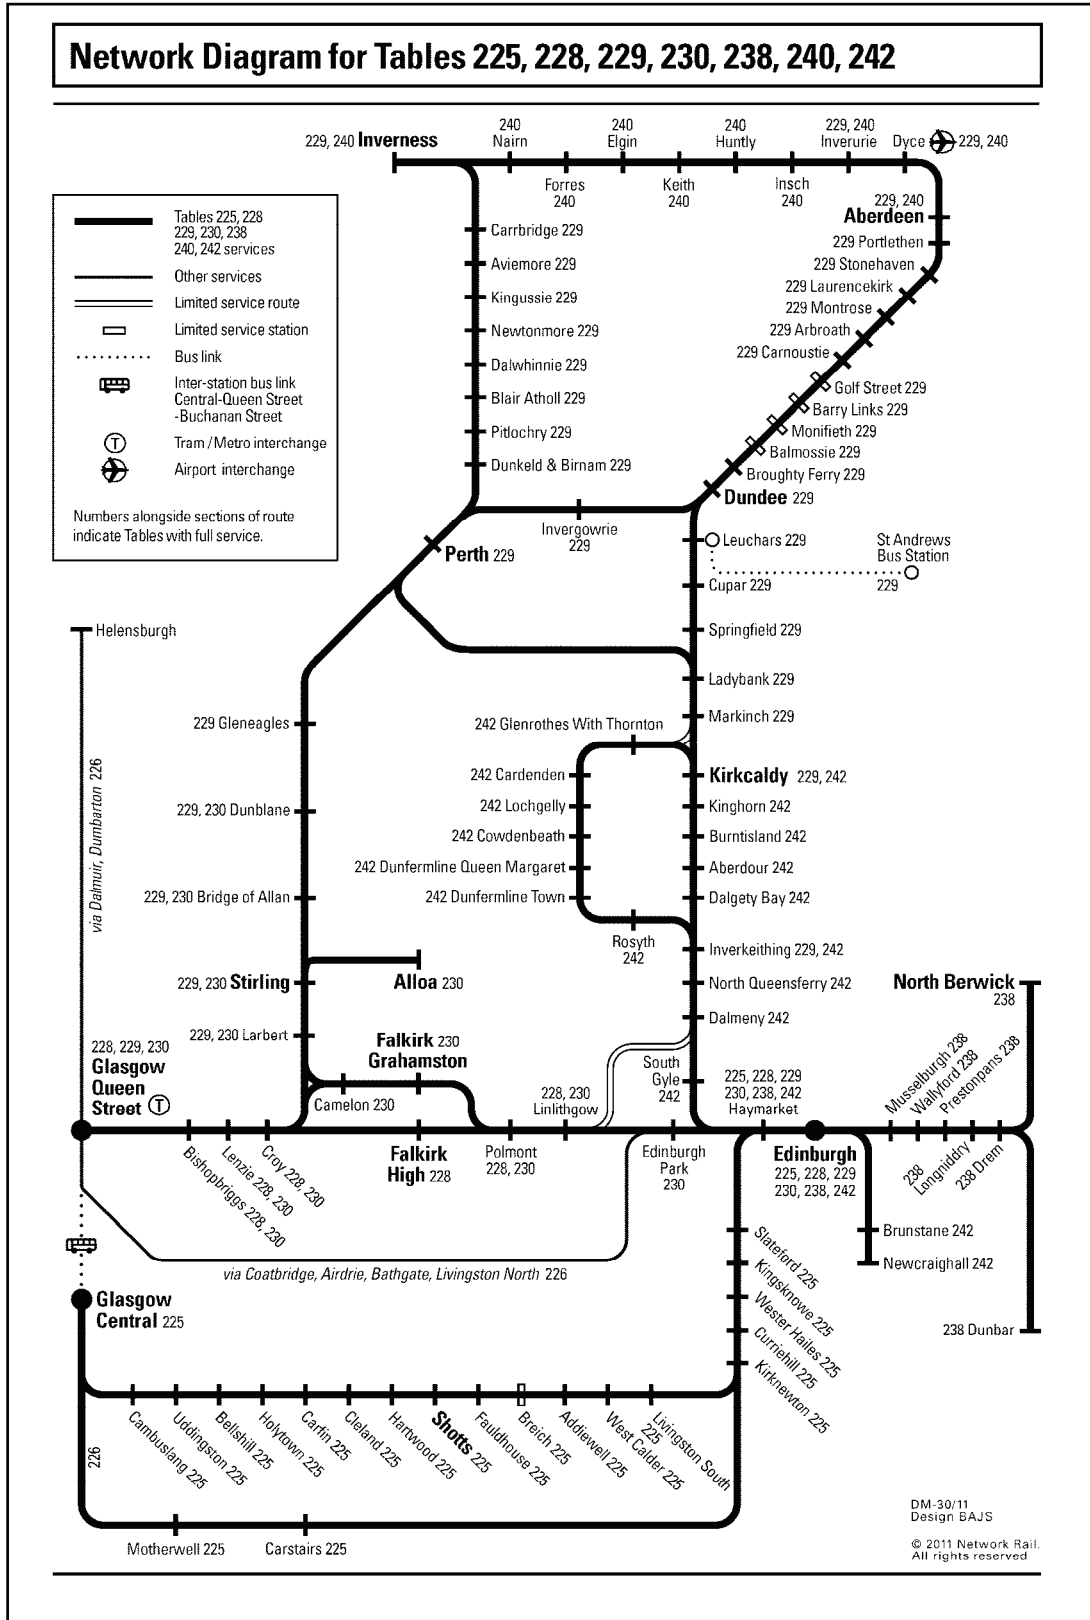 Network Diagram for Tables 225, 228, 229, 230, 238, 240, 242
229, 240 Inverness
240
Nairn
Forres
240
240
Elgin
Keith
240
240
Huntly
Insch
240
229, 240
Inverurie
Dyce 229, 240
229, 240
Aberdeen
229 Portlethen
229 Stonehaven
229 Laurencekirk
229 Montrose
229 Arbroath
229 Carnoustie
Golf Street 229
Barry Links 229
Monifieth 229
Balmossie 229
Broughty Ferry 229
Dundee 229
Tables 225, 228
229, 230, 238
240, 242 services
Other services
Limited service route
Limited service station
Bus link
Inter-station bus link
Central-Queen Street
-Buchanan Street
T
Tram / Metro interchange
Airport interchange
Numbers alongside sections of route
indicate Tables with full service.
Carrbridge 229
Aviemore 229
Kingussie 229
Newtonmore 229
Dalwhinnie 229
Blair Atholl 229
Pitlochry 229
Dunkeld & Birnam 229
Invergowrie
229
Perth 229
Leuchars 229
St Andrews
Bus Station
229
Cupar 229
Springfield 229
Ladybank 229
Markinch 229
Helensburgh
via Dalmuir, Dumbarton 226
229 Gleneagles
229, 230 Dunblane
229, 230 Bridge of Allan
229, 230 Stirling
Alloa 230
229, 230 Larbert
242 Glenrothes With Thornton
242 Cardenden
242 Lochgelly
242 Cowdenbeath
242 Dunfermline Queen Margaret
242 Dunfermline Town
Rosyth
242
Kirkcaldy 229, 242
Kinghorn 242
Burntisland 242
Aberdour 242
Dalgety Bay 242
Inverkeithing 229, 242
North Queensferry 242
Dalmeny 242
South
Gyle
242
225, 228, 229
230, 238, 242
Haymarket
North Berwick
238
Musselburgh 238
Wallyford 238
Prestonpans 238
228, 229, 230
Glasgow
Queen
Street T
Falkirk 230
Grahamston
Camelon 230
228, 230
Linlithgow
Bishopbriggs 228, 230
Lenzie 228, 230
Croy 228, 230
Falkirk
High 228
Polmont
228, 230
Edinburgh
Park
230
Edinburgh
225, 228, 229
230, 238, 242
238
Longniddry
238 Drem
Brunstane 242
Newcraighall 242
238 Dunbar
via Coatbridge, Airdrie, Bathgate, Livingston North 226
Glasgow
Central 225
Slateford 225
Kingsknowe 225
Wester Hailes 225
Curriehill 225
Kirknewton 225
Cambuslang 225
Uddingston 225
Bellshill 225
Holytown 225
Carfin 225
Cleland 225
Hartwood 225
Shotts 225
Fauldhouse 225
Breich 225
Addiewell 225
West Calder 225
Livingston South
225
226
Motherwell 225
Carstairs 225
DM-30/11
Design BAJS
© 2011 Network Rail.
All rights reserved